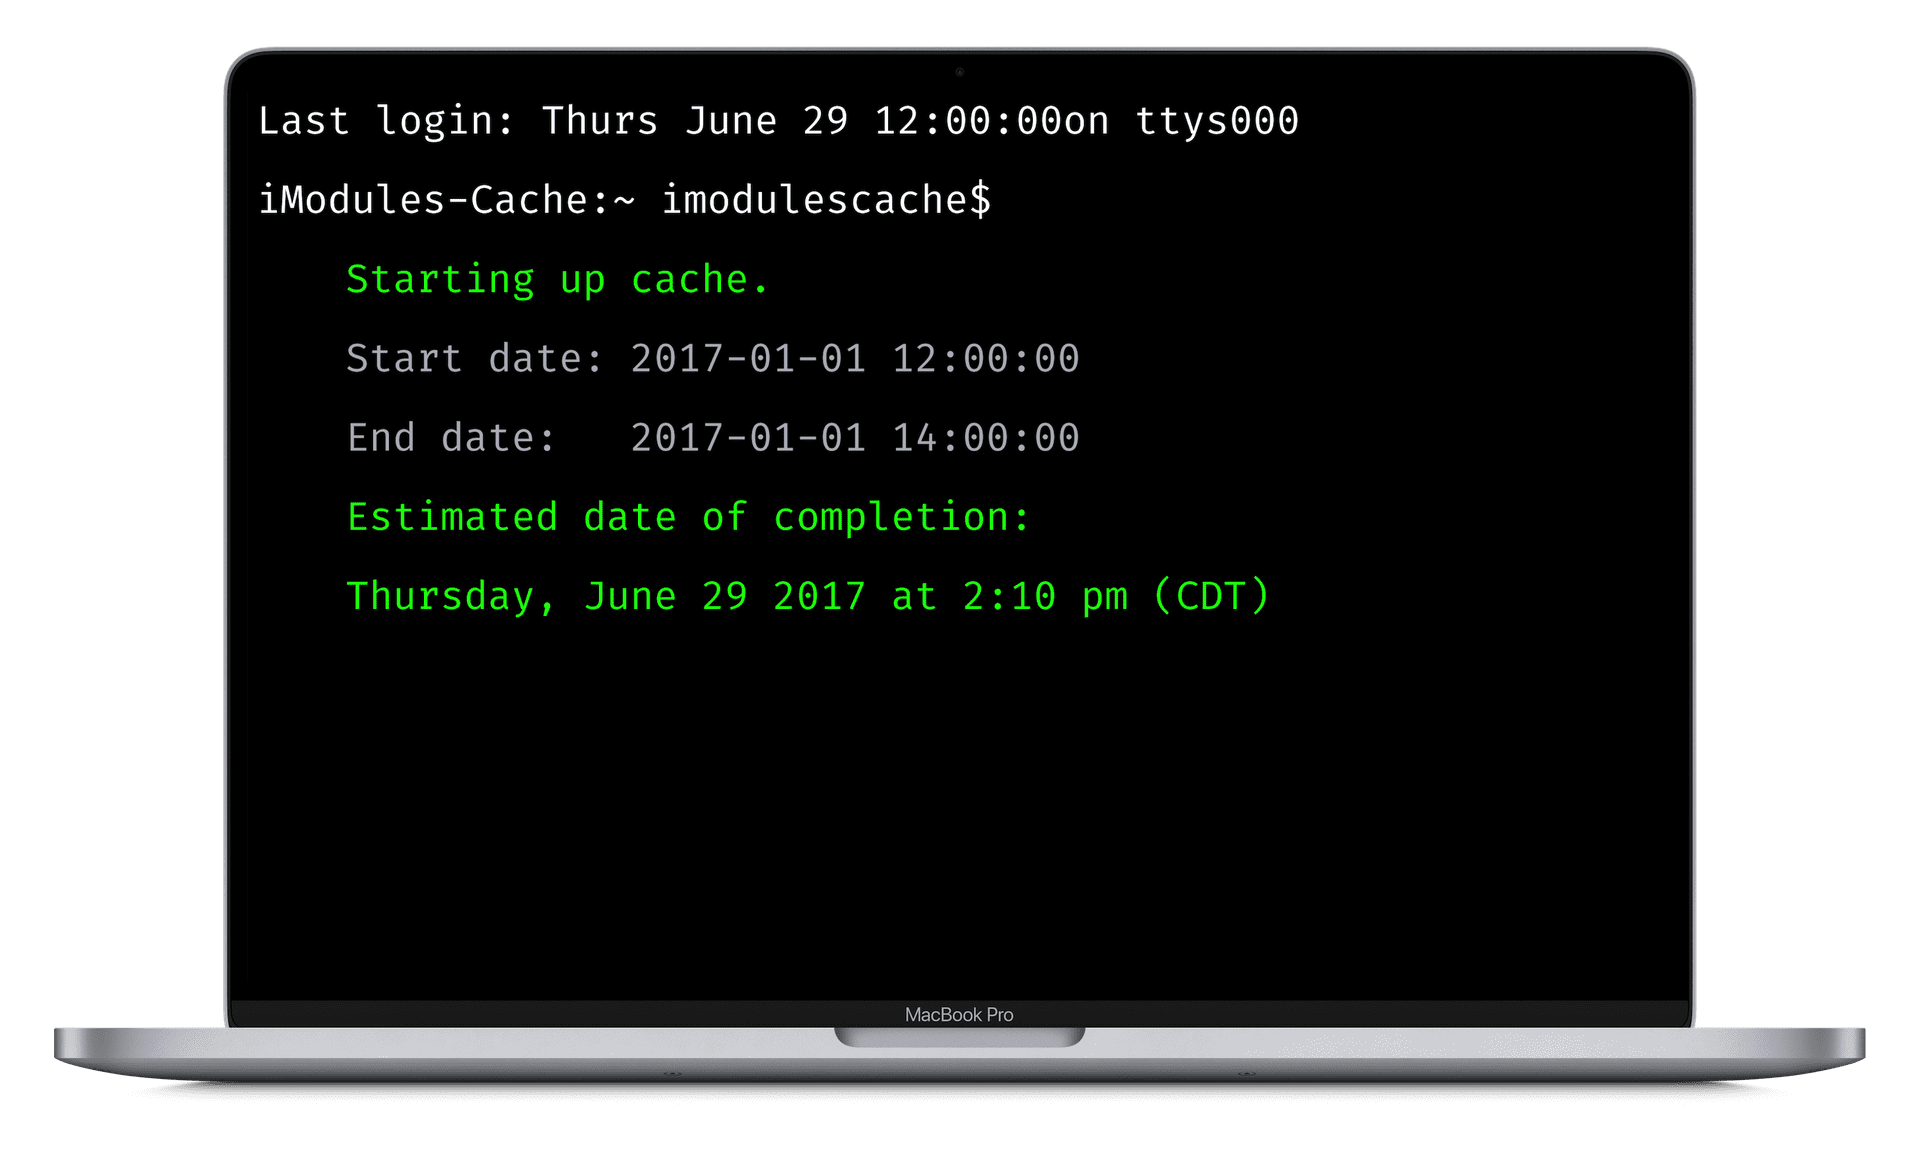 Last login: Thurs June 29 12:00:00on ttys000
iModules-Cache:~ imodulescache$
Starting up cache.
Start date: 2017-01-01 12:00:00
End date:   2017-01-01 14:00:00
Estimated date of completion:
Thursday, June 29 2017 at 2:10 pm (CDT)
MacBook Pro